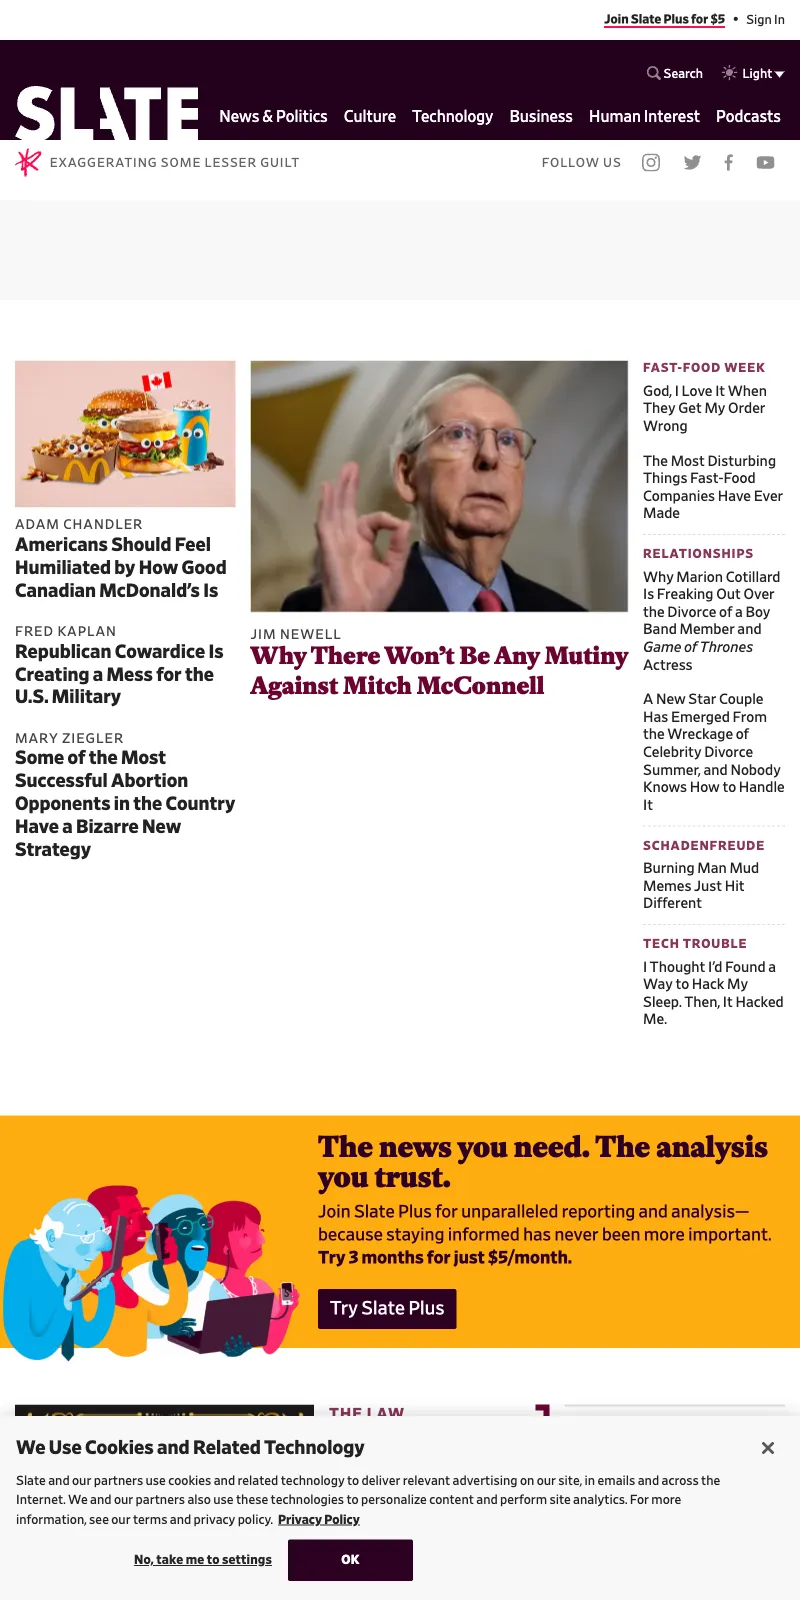 Join Slate Plus for $5 • Sign In
Search Light
SLATE
News & Politics Culture Technology Business Human Interest Podcasts
EXAGGERATING SOME LESSER GUILT
FOLLOW US
ADAM CHANDLER
Americans Should Feel
Humiliated by How Good
Canadian McDonald's Is
FRED KAPLAN
Republican Cowardice Is
Creating a Mess for the
U.S. Military
MARY ZIEGLER
Some of the Most
Successful Abortion
Opponents in the Country
Have a Bizarre New
Strategy
JIM NEWELL
Why There Won't Be Any Mutiny
Against Mitch McConnell
FAST-FOOD WEEK
God, I Love It When
They Get My Order
Wrong
The Most Disturbing
Things Fast-Food
Companies Have Ever
Made
RELATIONSHIPS
Why Marion Cotillard
Is Freaking Out Over
the Divorce of a Boy
Band Member and
Game of Thrones
Actress
A New Star Couple
Has Emerged From
the Wreckage of
Celebrity Divorce
Summer, and Nobody
Knows How to Handle
It
SCHADENFREUDE
Burning Man Mud
Memes Just Hit
Different
TECH TROUBLE
I Thought I'd Found a
Way to Hack My
Sleep. Then, It Hacked
Me.
The news you need. The analysis
you trust.
Join Slate Plus for unparalleled reporting and analysis—
because staying informed has never been more important.
Try 3 months for just $5/month.
Try Slate Plus
THE LAW
We Use Cookies and Related Technology
Slate and our partners use cookies and related technology to deliver relevant advertising on our site, in emails and across the
Internet. We and our partners also use these technologies to personalize content and perform site analytics. For more
information, see our terms and privacy policy. Privacy Policy
No, take me to settings
OK